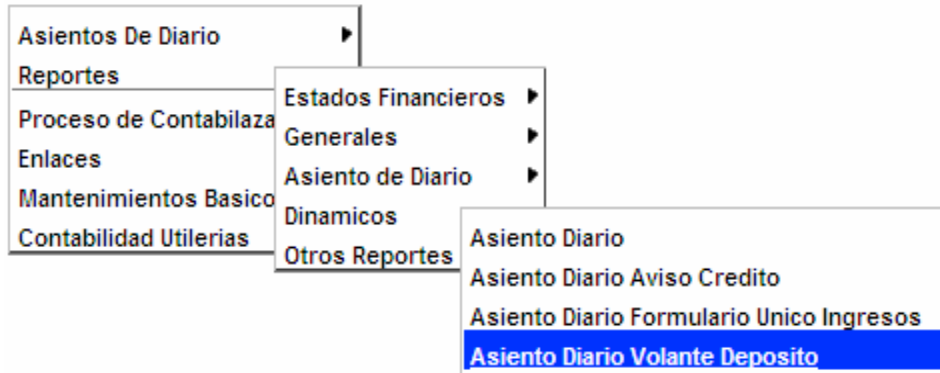 Asientos De Diario
Reportes
Proceso de Contabilaza
Enlaces
Mantenimientos Basico
Contabilidad Utilerias
Estados Financieros
Generales
Asiento de Diario
Dinamicos
Otros Reportes
Asiento Diario
Asiento Diario Aviso Credito
Asiento Diario Formulario Unico Ingresos
Asiento Diario Volante Deposito